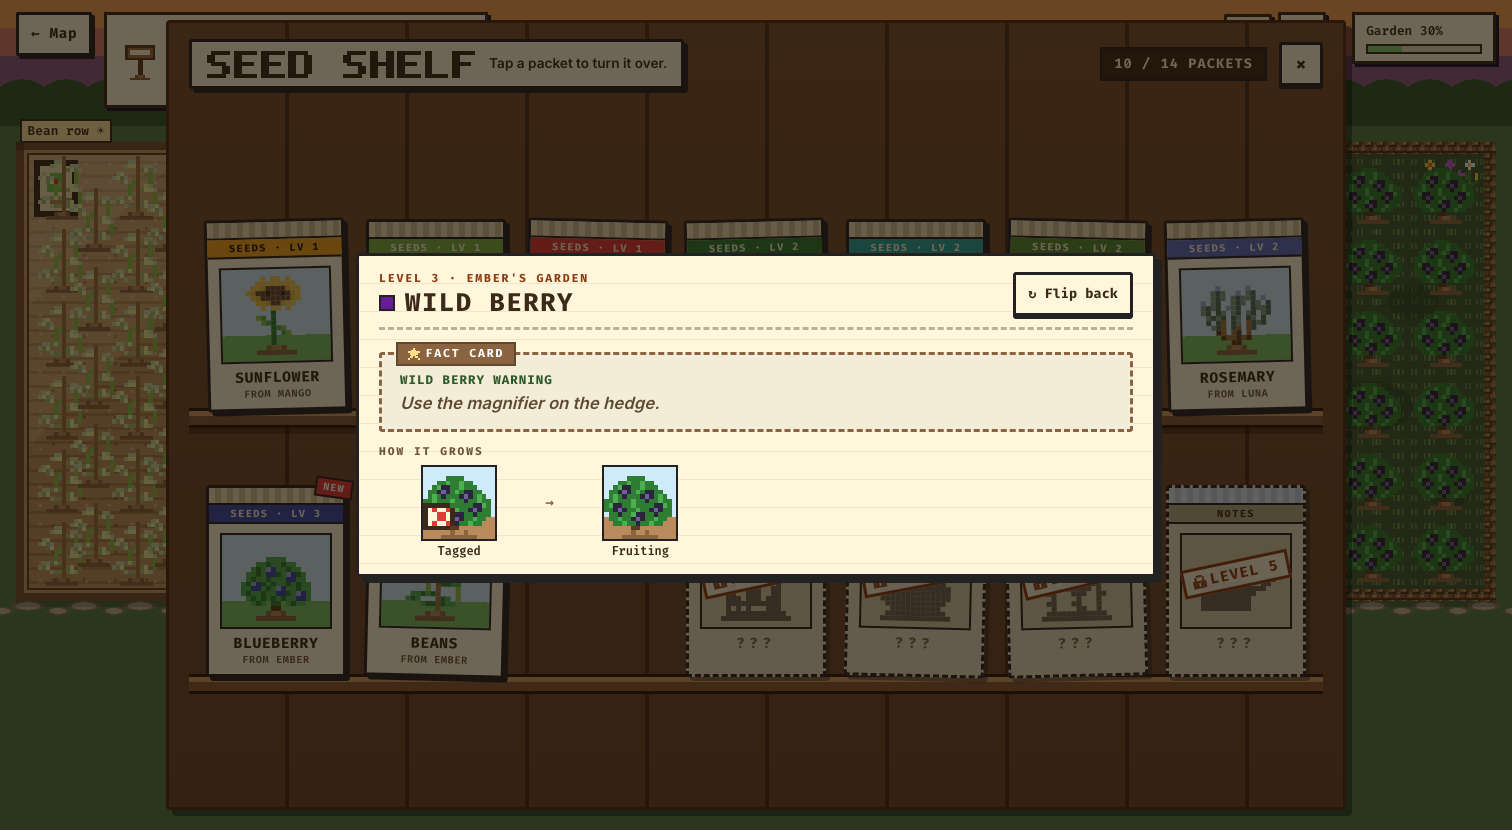 ← Map
SEED SHELF
Tap a packet to turn it over.
10 / 14 PACKETS
✖
Garden 30%
Bean row ☀
SEEDS · LV 1
SEEDS · LV 1
SEEDS · LV 1
SEEDS · LV 2
SEEDS · LV 2
SEEDS · LV 2
SEEDS · LV 2
SUNFLOWER
FROM MANGO
ROSEMARY
FROM LUNA
LEVEL 3 · EMBER'S GARDEN
WILD BERRY
↻ Flip back
FACT CARD
WILD BERRY WARNING
Use the magnifier on the hedge.
HOW IT GROWS
→
Tagged
Fruiting
NEW
SEEDS · LV 3
BLUEBERRY
FROM EMBER
BEANS
FROM EMBER
???
???
???
NOTES
LEVEL 5
???